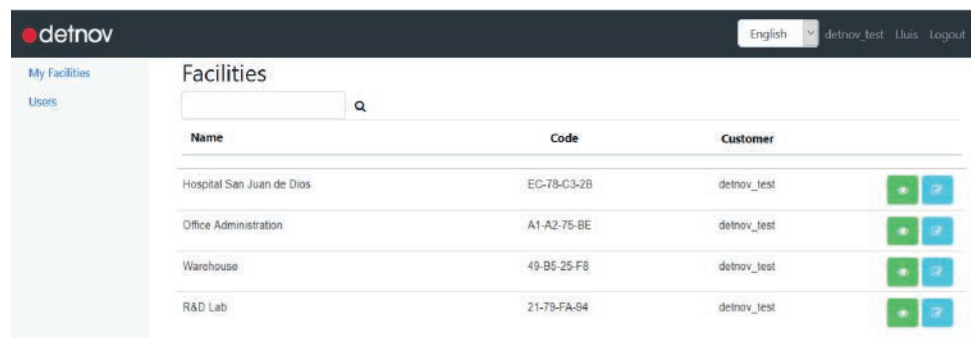 detnov
English detnov_test Lluis Logout
My Facilities
Users
Facilities
Name Code Customer
Hospital San Juan de Dios EC-78-C3-2B detnov_test
Office Administration A1-A2-75-BE detnov_test
Warehouse 49-B5-25-F8 detnov_test
R&D Lab 21-79-FA-94 detnov_test